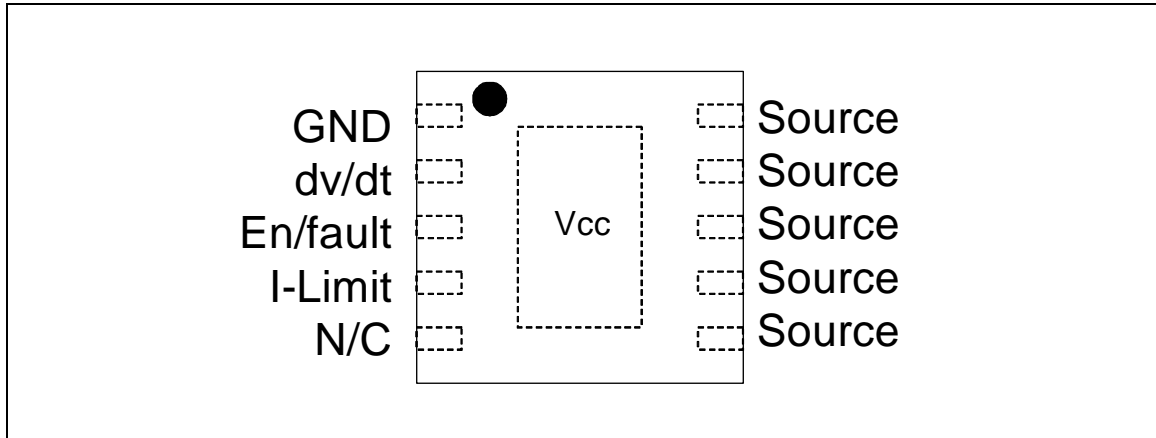 GND
dv/dt
En/fault
I-Limit
N/C
Vcc
Source
Source
Source
Source
Source